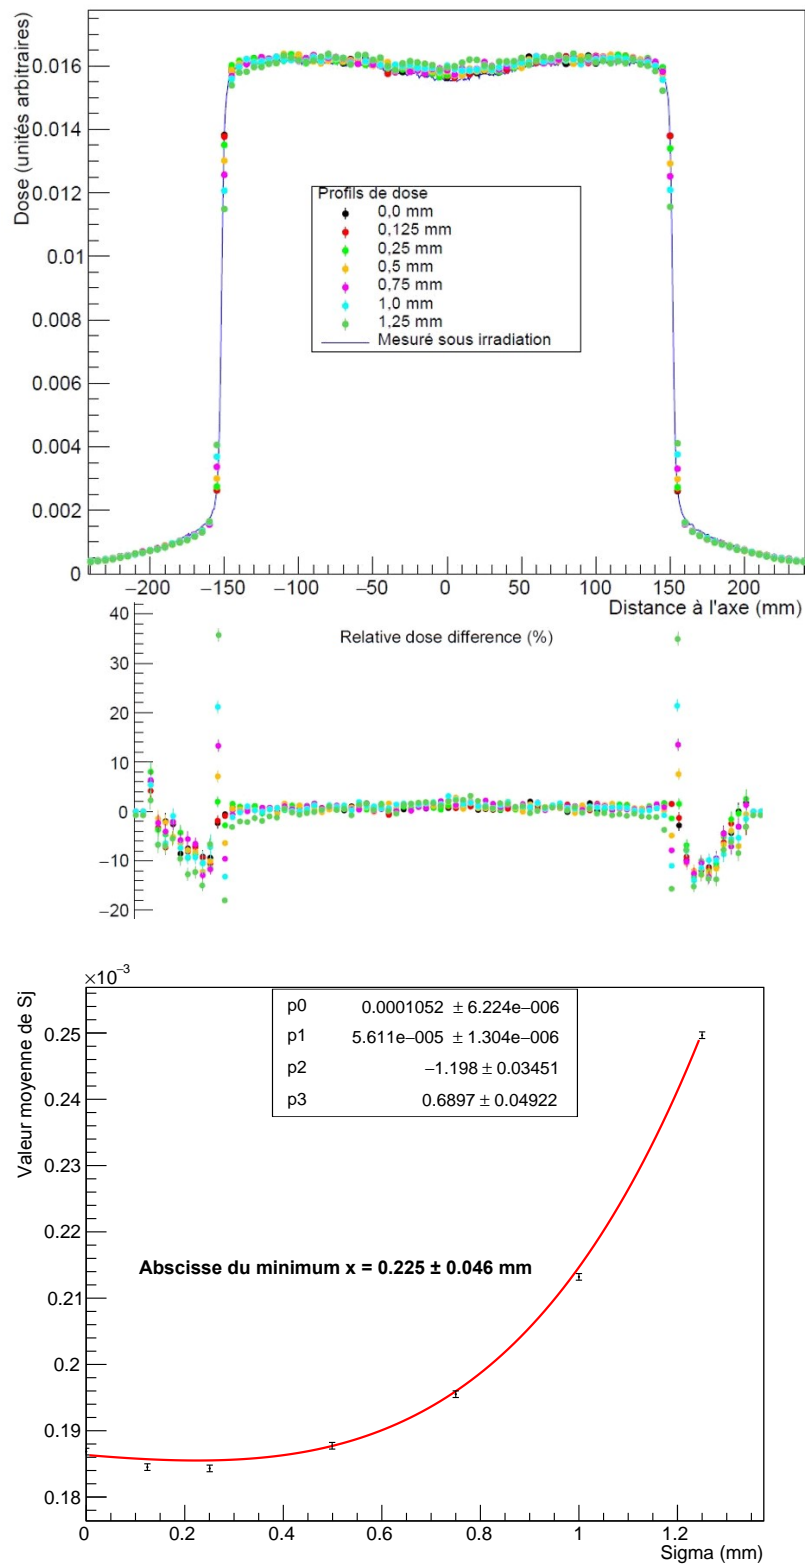 Dose (unités arbitraires)
0.016
0.014
0.012
0.01
0.008
0.006
0.004
0.002
0
Profils de dose
0,0 mm
0,125 mm
0,25 mm
0,5 mm
0,75 mm
1,0 mm
1,25 mm
Mesuré sous irradiation
−200 −150 −100 −50 0 50 100 150 200
Distance à l'axe (mm)
Relative dose difference (%)
40
30
20
10
0
−10
−20
×10−3
Valeur moyenne de Sj
p0 0.0001052 ± 6.224e−006
p1 5.611e−005 ± 1.304e−006
p2 −1.198 ± 0.03451
p3 0.6897 ± 0.04922
0.25
0.24
0.23
0.22
Abscisse du minimum x = 0.225 ± 0.046 mm
0.21
0.2
0.19
0.18
0 0.2 0.4 0.6 0.8 1 1.2
Sigma (mm)